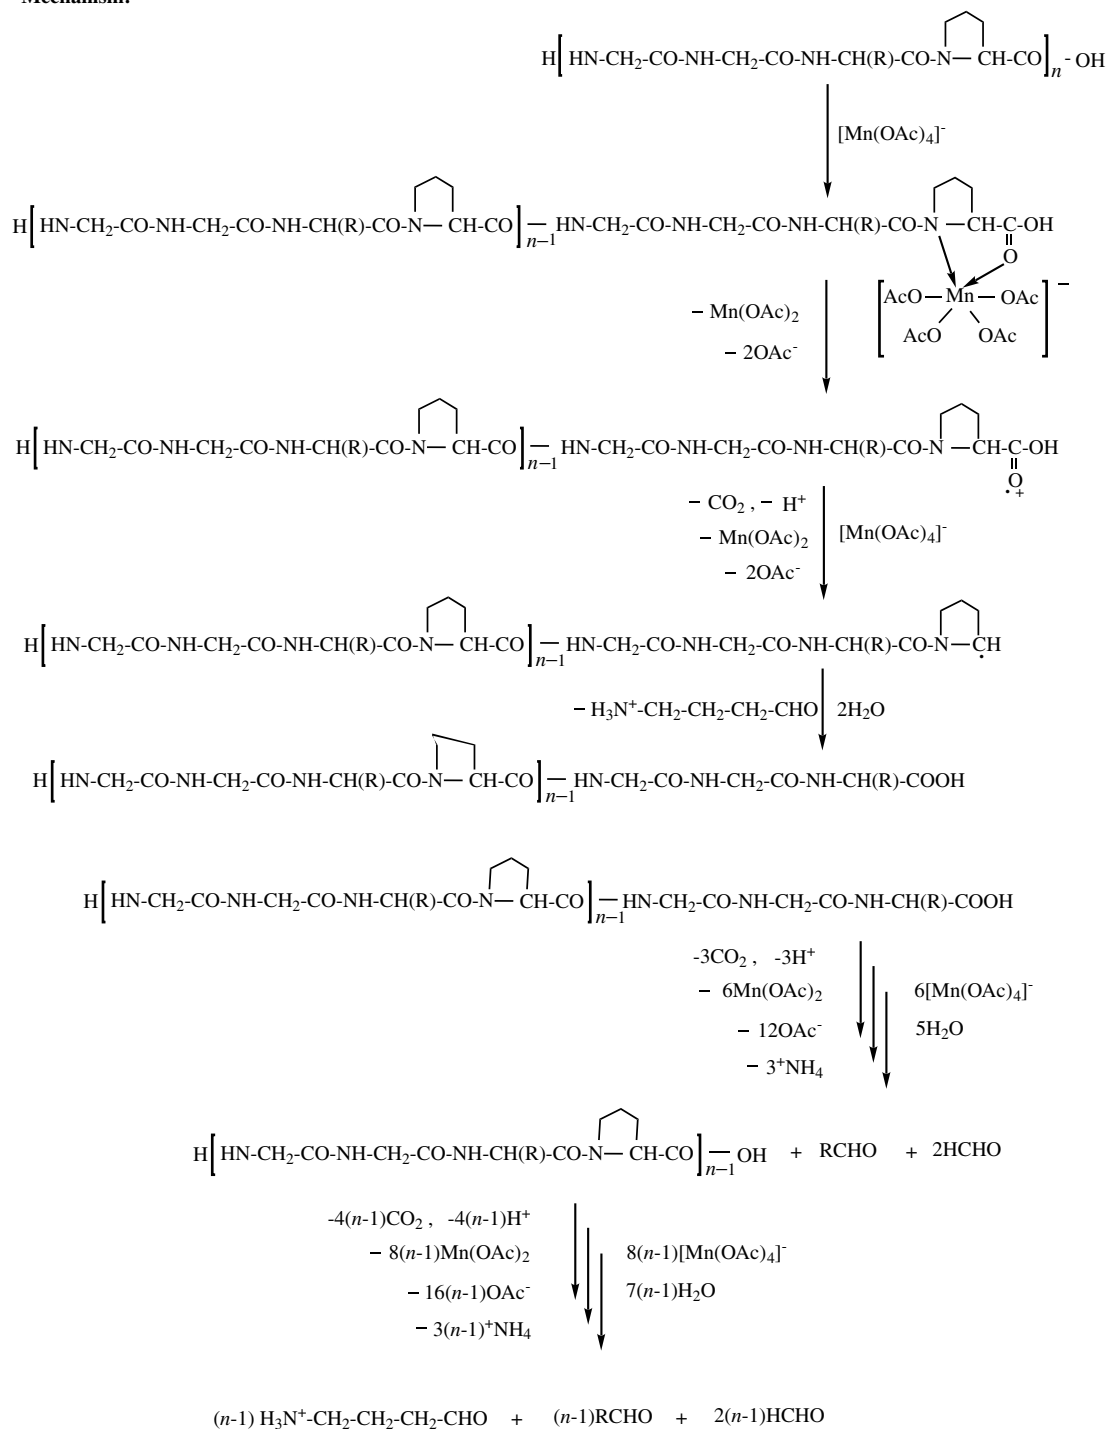 H[HN-CH2-CO-NH-CH2-CO-NH-CH(R)-CO-N—CH-CO]n- OH
[Mn(OAc)4]-
H[HN-CH2-CO-NH-CH2-CO-NH-CH(R)-CO-N—CH-CO]n–1—HN-CH2-CO-NH-CH2-CO-NH-CH(R)-CO-N—CH-C-OH
O
[AcO—Mn—OAc]–
AcO OAc
– Mn(OAc)2
– 2OAc-
H[HN-CH2-CO-NH-CH2-CO-NH-CH(R)-CO-N—CH-CO]n–1—HN-CH2-CO-NH-CH2-CO-NH-CH(R)-CO-N—CH-C-OH
O
· +
– CO2 , – H+
– Mn(OAc)2 [Mn(OAc)4]-
– 2OAc-
H[HN-CH2-CO-NH-CH2-CO-NH-CH(R)-CO-N—CH-CO]n–1—HN-CH2-CO-NH-CH2-CO-NH-CH(R)-CO-N—CH
·
– H3N+-CH2-CH2-CH2-CHO 2H2O
H[HN-CH2-CO-NH-CH2-CO-NH-CH(R)-CO-N—CH-CO]n–1—HN-CH2-CO-NH-CH2-CO-NH-CH(R)-COOH
H[HN-CH2-CO-NH-CH2-CO-NH-CH(R)-CO-N—CH-CO]n–1—HN-CH2-CO-NH-CH2-CO-NH-CH(R)-COOH
-3CO2 , -3H+
– 6Mn(OAc)2 6[Mn(OAc)4]-
– 12OAc- 5H2O
– 3+NH4
H[HN-CH2-CO-NH-CH2-CO-NH-CH(R)-CO-N—CH-CO]n–1—OH + RCHO + 2HCHO
-4(n-1)CO2 , -4(n-1)H+
– 8(n-1)Mn(OAc)2 8(n-1)[Mn(OAc)4]-
– 16(n-1)OAc- 7(n-1)H2O
– 3(n-1)+NH4
(n-1) H3N+-CH2-CH2-CH2-CHO + (n-1)RCHO + 2(n-1)HCHO